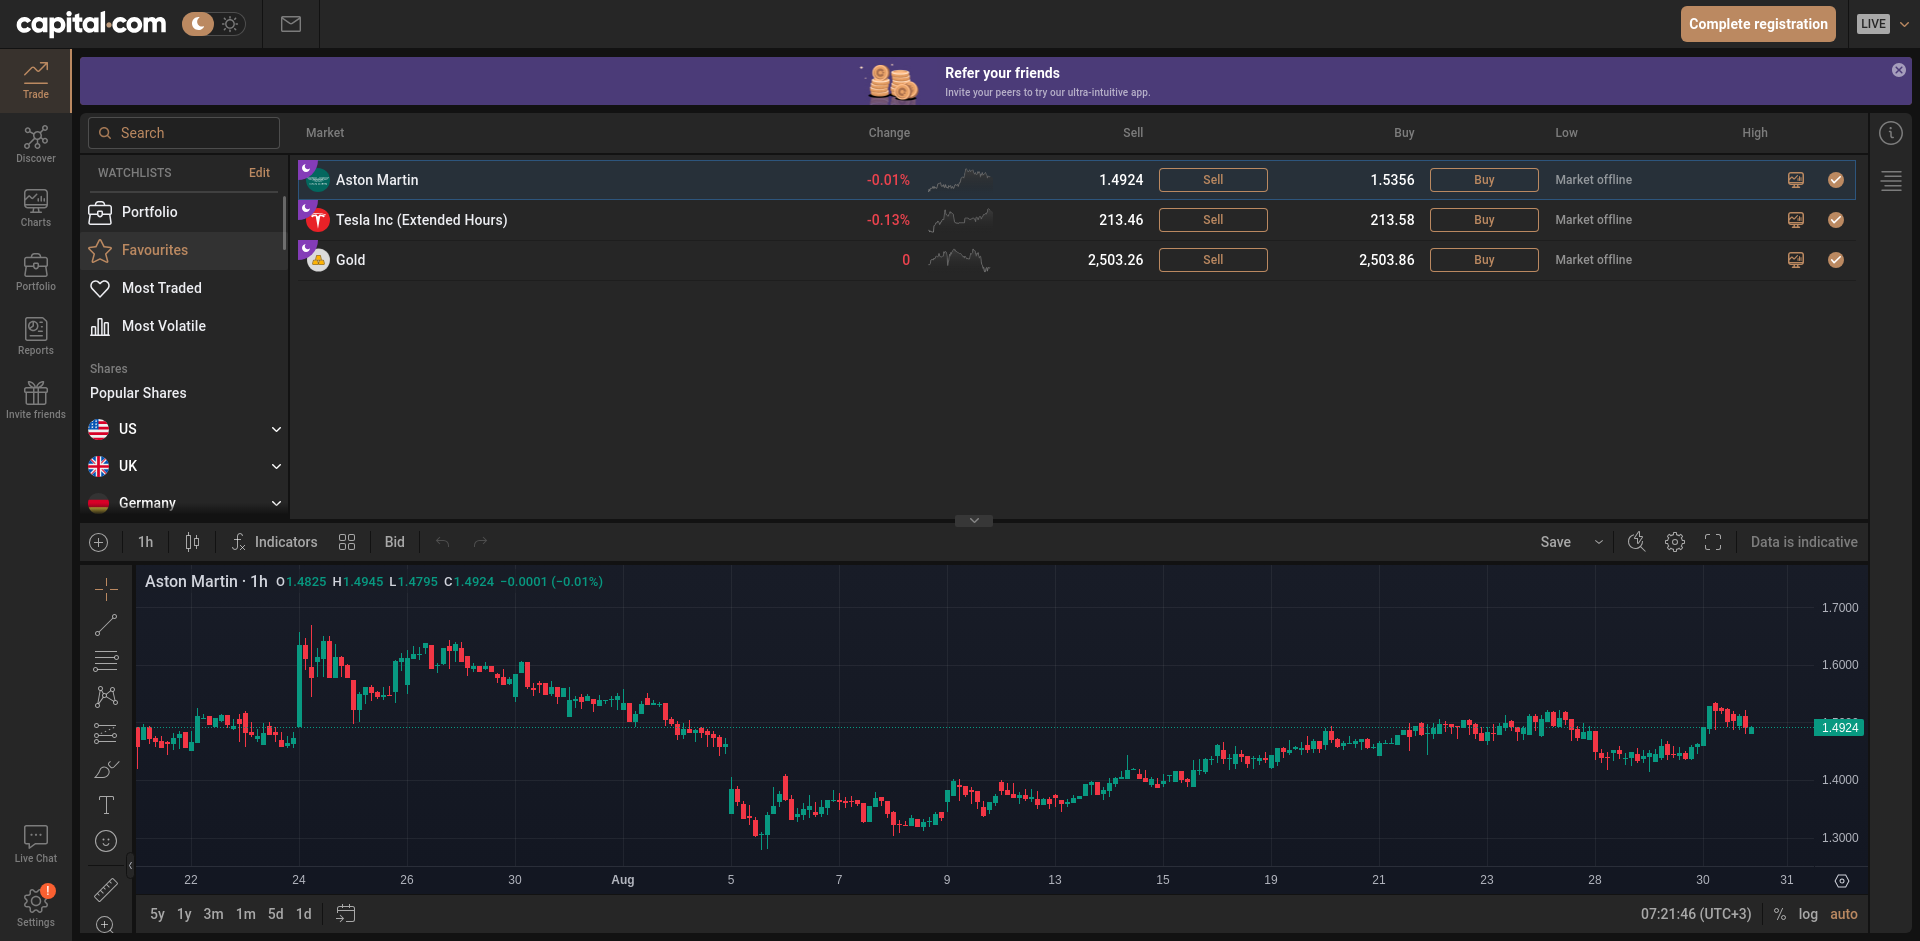 capital.com
Complete registration
LIVE
Trade
Discover
Charts
Portfolio
Reports
Invite friends
Live Chat
!
Settings
Refer your friends
Invite your peers to try our ultra-intuitive app.
Search
Market Change Sell Buy Low High
WATCHLISTS Edit
Portfolio
Favourites
Most Traded
Most Volatile
Shares
Popular Shares
US
UK
Germany
Aston Martin -0.01% 1.4924 Sell 1.5356 Buy Market offline
Tesla Inc (Extended Hours) -0.13% 213.46 Sell 213.58 Buy Market offline
Gold 0 2,503.26 Sell 2,503.86 Buy Market offline
1h Indicators Bid Save Data is indicative
Aston Martin · 1h O1.4825 H1.4945 L1.4795 C1.4924 −0.0001 (−0.01%)
1.7000
1.6000
1.4924
1.4000
1.3000
22 24 26 30 Aug 5 7 9 13 15 19 21 23 28 30 31
5y 1y 3m 1m 5d 1d 07:21:46 (UTC+3) % log auto